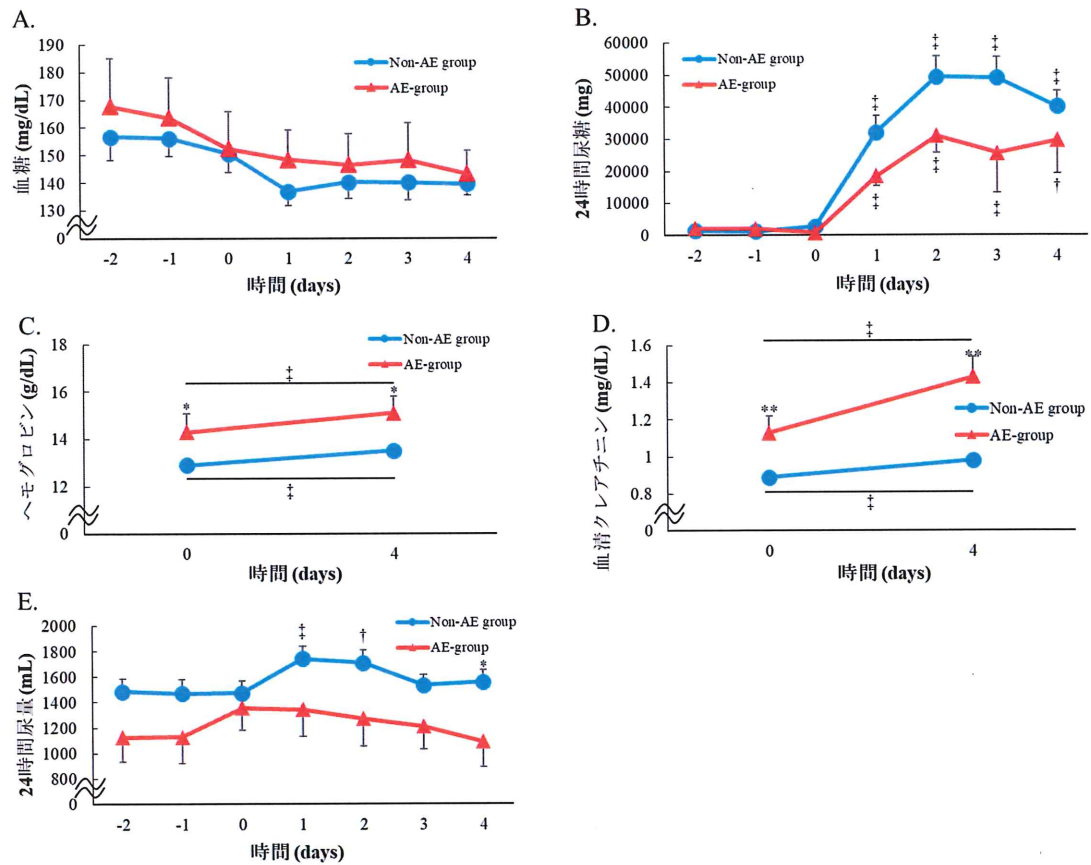 A.
190
180
170
160
150
140
130
0
血糖 (mg/dL)
Non-AE group
AE-group
-2 -1 0 1 2 3 4
時間 (days)
B.
60000
50000
40000
30000
20000
10000
0
24時間尿糖 (mg)
Non-AE group
AE-group
‡ ‡ ‡ ‡
‡ ‡ ‡ †
-2 -1 0 1 2 3 4
時間 (days)
C.
18
16
14
12
0
ヘモグロビン (g/dL)
Non-AE group
AE-group
‡
* *
‡
0 4
時間 (days)
D.
1.6
1.4
1.2
1
0.8
0
血清クレアチニン (mg/dL)
‡
** **
Non-AE group
AE-group
‡
0 4
時間 (days)
E.
2000
1800
1600
1400
1200
1000
800
0
24時間尿量 (mL)
Non-AE group
AE-group
‡ † *
-2 -1 0 1 2 3 4
時間 (days)